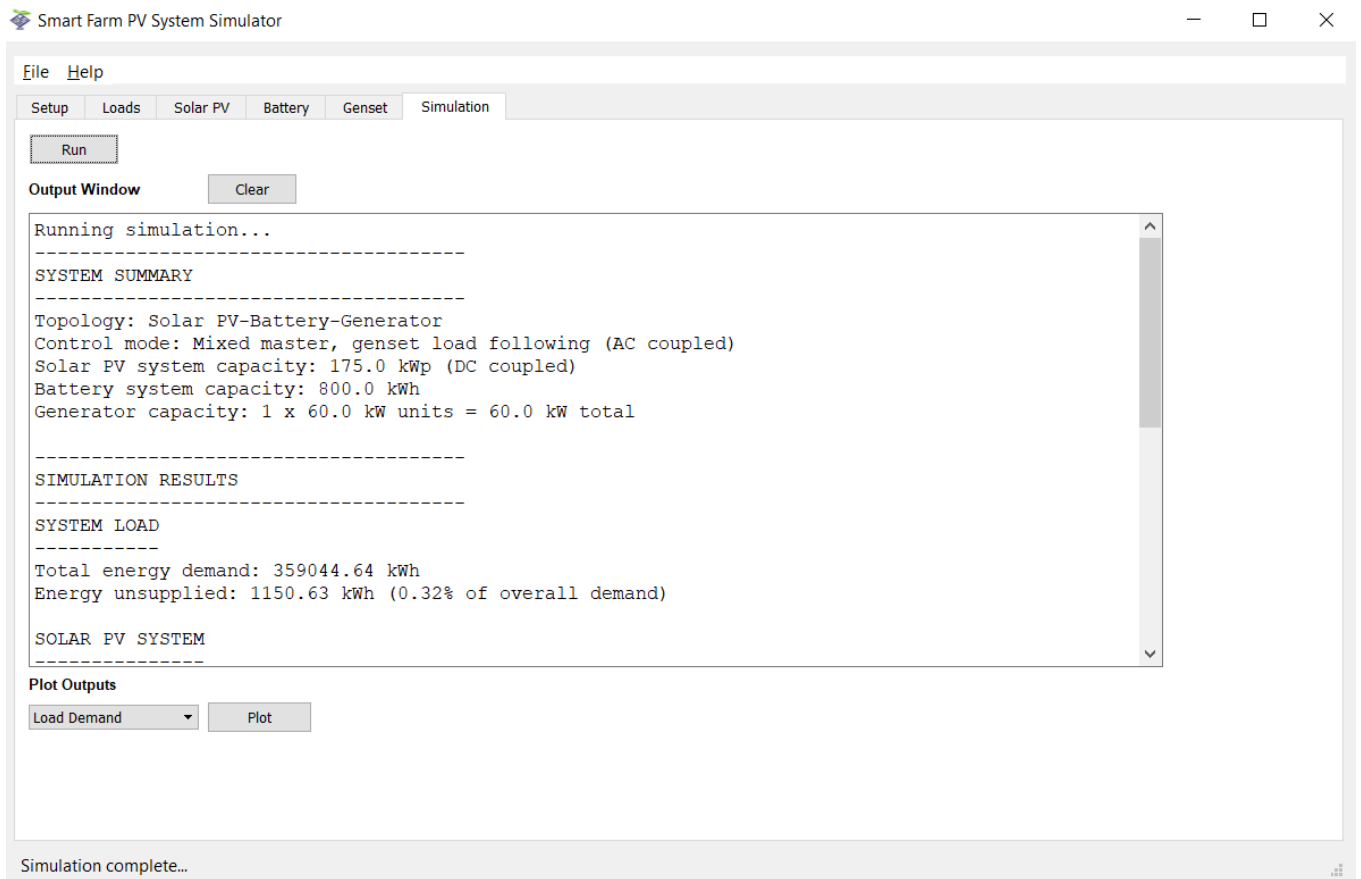 Smart Farm PV System Simulator
File Help
Setup Loads Solar PV Battery Genset Simulation
Run
Output Window Clear
Running simulation...
--------------------------------------
SYSTEM SUMMARY
--------------------------------------
Topology: Solar PV-Battery-Generator
Control mode: Mixed master, genset load following (AC coupled)
Solar PV system capacity: 175.0 kWp (DC coupled)
Battery system capacity: 800.0 kWh
Generator capacity: 1 x 60.0 kW units = 60.0 kW total
--------------------------------------
SIMULATION RESULTS
--------------------------------------
SYSTEM LOAD
-----------
Total energy demand: 359044.64 kWh
Energy unsupplied: 1150.63 kWh (0.32% of overall demand)
SOLAR PV SYSTEM
---------------
Plot Outputs
Load Demand Plot
Simulation complete...